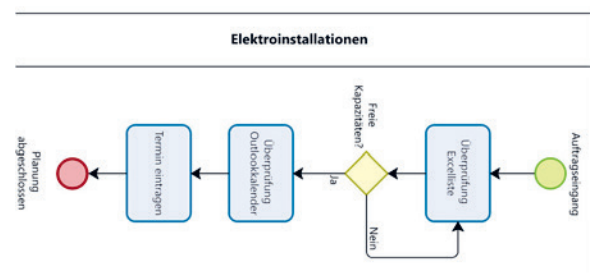 Elektroinstallationen
Auftragseingang
Überprüfung
Excelliste
Freie
Kapazitäten?
Nein
Ja
Überprüfung
Outlookkalender
Termin eintragen
Planung
abgeschlossen